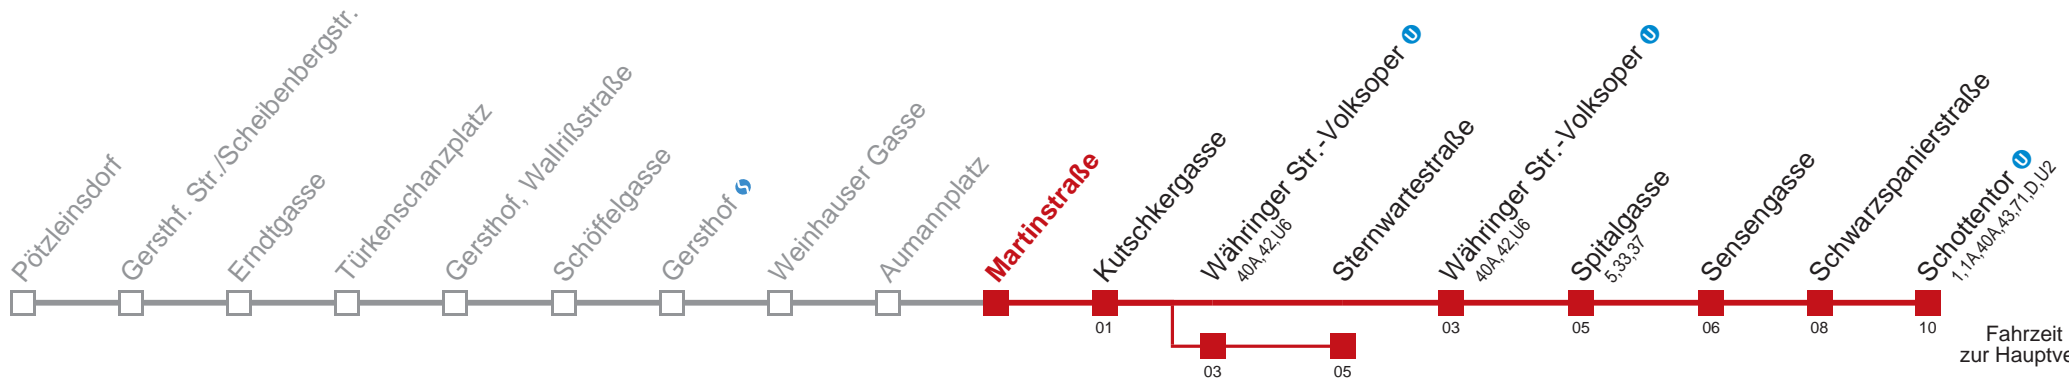 Pötzleinsdorf
Gersthf. Str./Scheibenbergstr.
Erndtgasse
Türkenschanzplatz
Gersthof, Wallrißstraße
Schöffelgasse
Gersthof S
Weinhauser Gasse
Aumannplatz
Martinstraße
Kutschkergasse
01
Währinger Str.-Volksoper U
40A,42,U6
03
Sternwartestraße
05
Währinger Str.-Volksoper U
40A,42,U6
03
Spitalgasse
5,33,37
05
Sensengasse
06
Schwarzspanierstraße
08
Schottentor U
1,1A,40A,43,71,D,U2
10
Fahrzeit
zur Hauptve